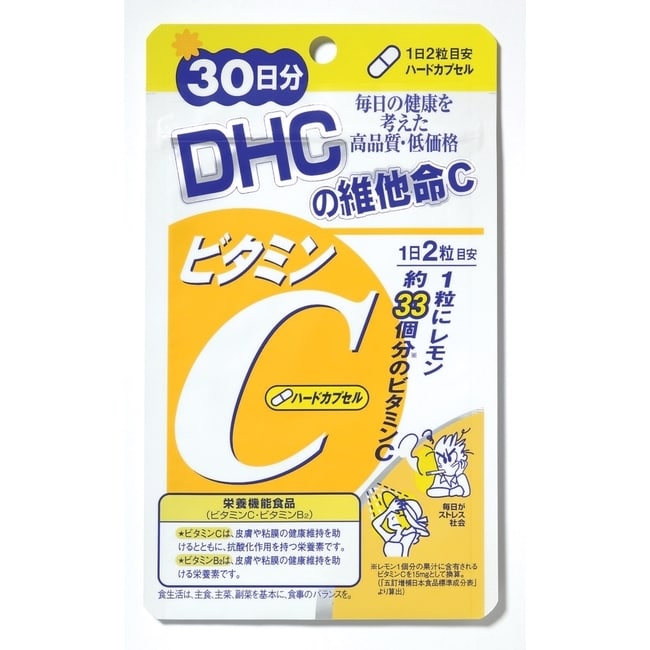 30日分
1日2粒目安
ハードカプセル
毎日の健康を
考えた
高品質・低価格
DHC
の維他命C
ビタミン
C
1日2粒目安
1粒にレモン
約33個分のビタミンC
※
ハードカプセル
毎日が
ストレス
社会
栄養機能食品
(ビタミンC・ビタミンB2)
★ビタミンCは、皮膚や粘膜の健康維持を助
けるとともに、抗酸化作用を持つ栄養素です。
★ビタミンB2は、皮膚や粘膜の健康維持を助
ける栄養素です。
食生活は、主食、主菜、副菜を基本に、食事のバランスを。
※レモン1個分の果汁に含有される
ビタミンCを15mgとして換算。
(「五訂増補日本食品標準成分表」
より算出)